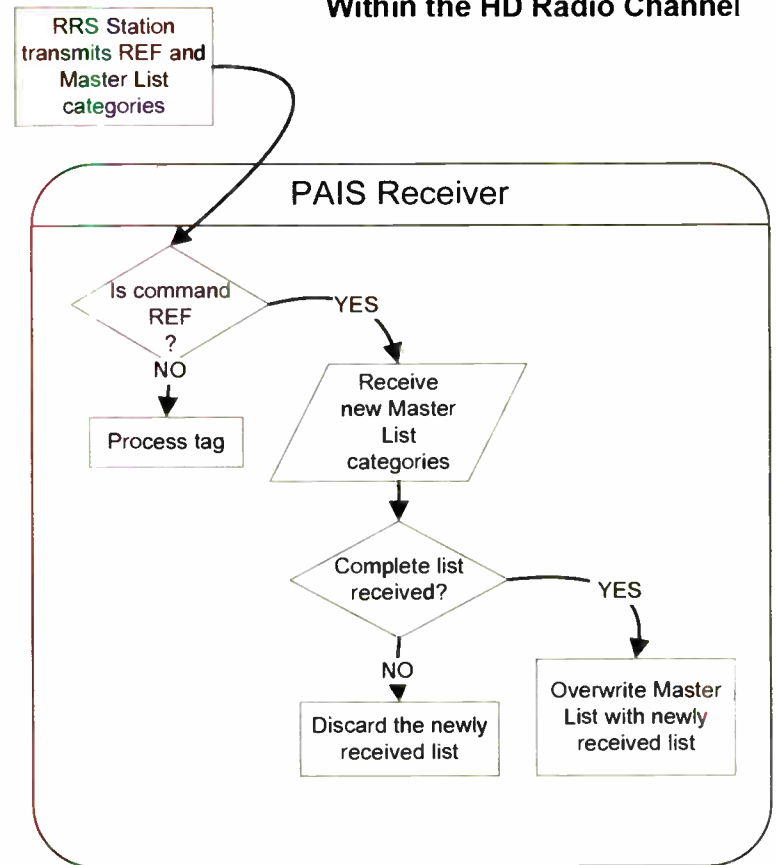 Within the HD Radio Channel
RRS Station
transmits REF and
Master List
categories
PAIS Receiver
Is command
REF
?
YES
NO
Process tag
Receive
new Master
List
categories
Complete list
received?
YES
NO
Discard the newly
received list
Overwrite Master
List with newly
received list